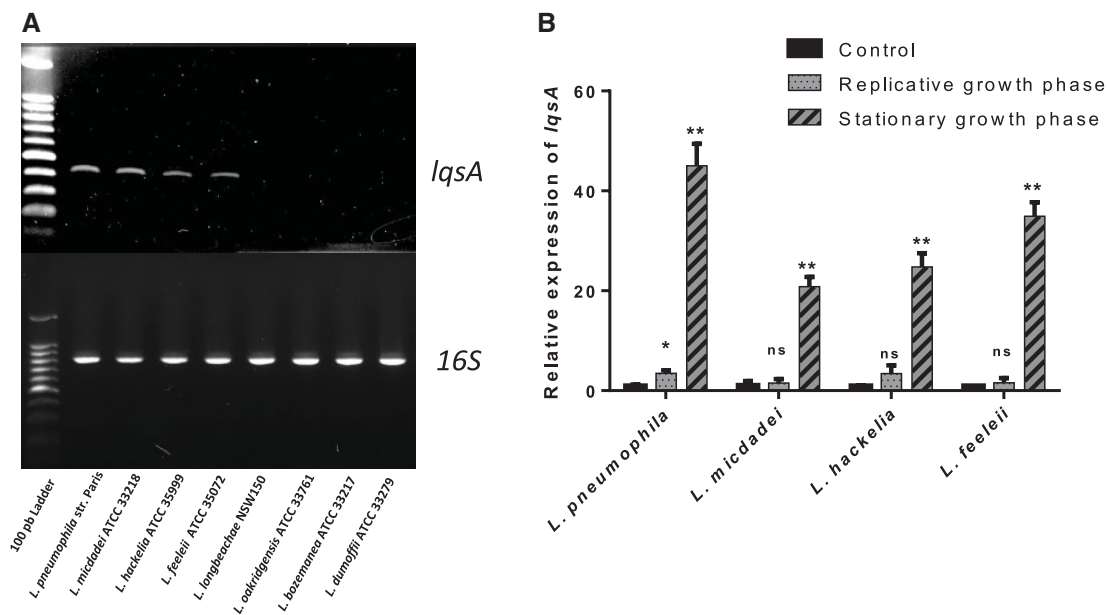 A
lqsA
16S
100 pb Ladder
L. pneumophila str. Paris
L. micdadei ATCC 33218
L. hackelia ATCC 35999
L. feeleii ATCC 35072
L. longbeachae NSW150
L. oakridgensis ATCC 33761
L. bozemanea ATCC 33217
L. dumoffii ATCC 33279
B
Control
Replicative growth phase
Stationary growth phase
Relative expression of lqsA
60
40
20
0
*
**
ns
**
ns
**
ns
**
L. pneumophila
L. micdadei
L. hackelia
L. feeleii